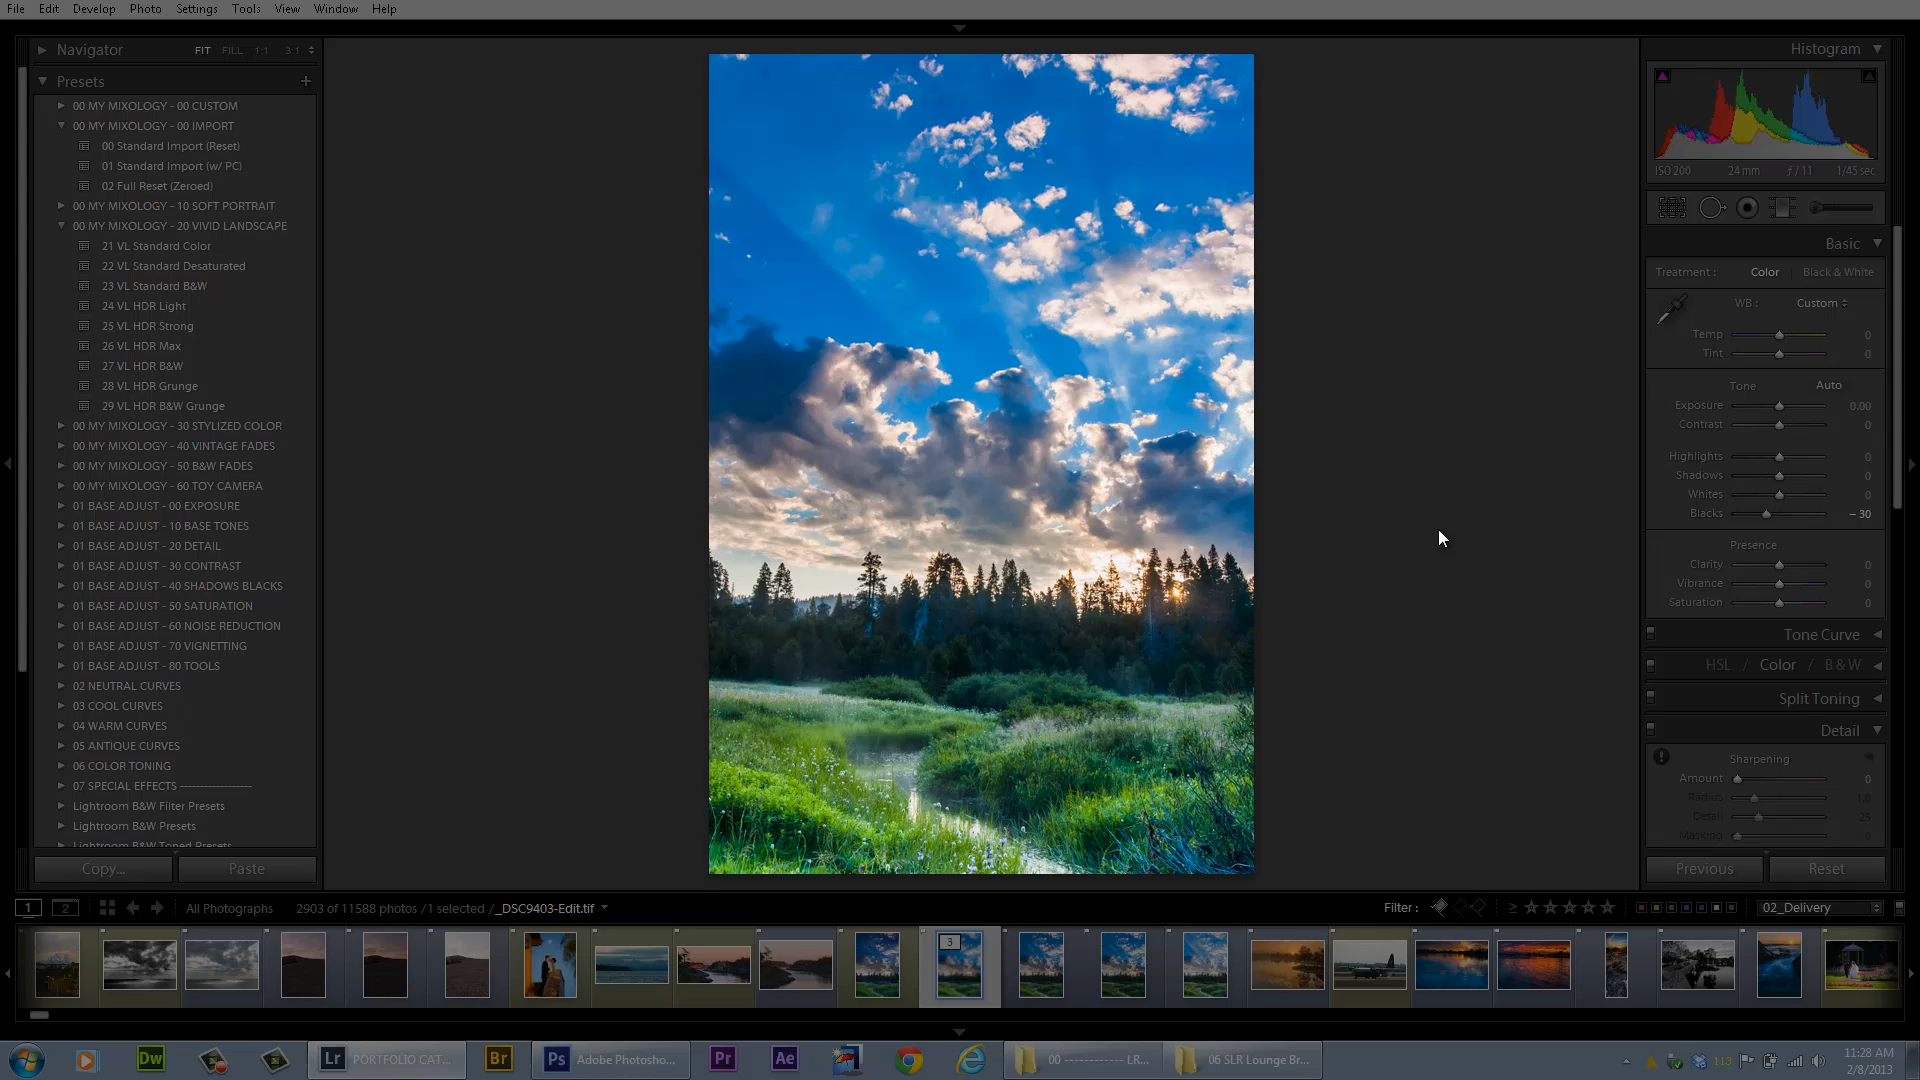 File Edit Develop Photo Settings Tools View Window Help
Navigator FIT FILL 1:1 3:1
Presets +
00 MY MIXOLOGY - 00 CUSTOM
00 MY MIXOLOGY - 00 IMPORT
00 Standard Import (Reset)
01 Standard Import (w/ PC)
02 Full Reset (Zeroed)
00 MY MIXOLOGY - 10 SOFT PORTRAIT
00 MY MIXOLOGY - 20 VIVID LANDSCAPE
21 VL Standard Color
22 VL Standard Desaturated
23 VL Standard B&W
24 VL HDR Light
25 VL HDR Strong
26 VL HDR Max
27 VL HDR B&W
28 VL HDR Grunge
29 VL HDR B&W Grunge
00 MY MIXOLOGY - 30 STYLIZED COLOR
00 MY MIXOLOGY - 40 VINTAGE FADES
00 MY MIXOLOGY - 50 B&W FADES
00 MY MIXOLOGY - 60 TOY CAMERA
01 BASE ADJUST - 00 EXPOSURE
01 BASE ADJUST - 10 BASE TONES
01 BASE ADJUST - 20 DETAIL
01 BASE ADJUST - 30 CONTRAST
01 BASE ADJUST - 40 SHADOWS BLACKS
01 BASE ADJUST - 50 SATURATION
01 BASE ADJUST - 60 NOISE REDUCTION
01 BASE ADJUST - 70 VIGNETTING
01 BASE ADJUST - 80 TOOLS
02 NEUTRAL CURVES
03 COOL CURVES
04 WARM CURVES
05 ANTIQUE CURVES
06 COLOR TONING
07 SPECIAL EFFECTS -------------------
Lightroom B&W Filter Presets
Lightroom B&W Presets
Lightroom B&W Toned Presets
Copy... Paste
Histogram
ISO 200 24 mm ƒ / 11 1/45 sec
Basic
Treatment : Color Black & White
WB : Custom
Temp 0
Tint 0
Tone Auto
Exposure 0.00
Contrast 0
Highlights 0
Shadows 0
Whites 0
Blacks – 30
Presence
Clarity 0
Vibrance 0
Saturation 0
Tone Curve
HSL / Color / B & W
Split Toning
Detail
Sharpening
Amount 0
Radius 1.0
Detail 25
Masking 0
Previous Reset
1 2 All Photographs 2903 of 11588 photos /1 selected /_DSC9403-Edit.tif Filter : ≥ 02_Delivery
3
Dw Lr PORTFOLIO CAT... Br Ps Adobe Photosho... Pr Ae 00 ------------ LR... 06 SLR Lounge Br... 113 11:28 AM
2/8/2013